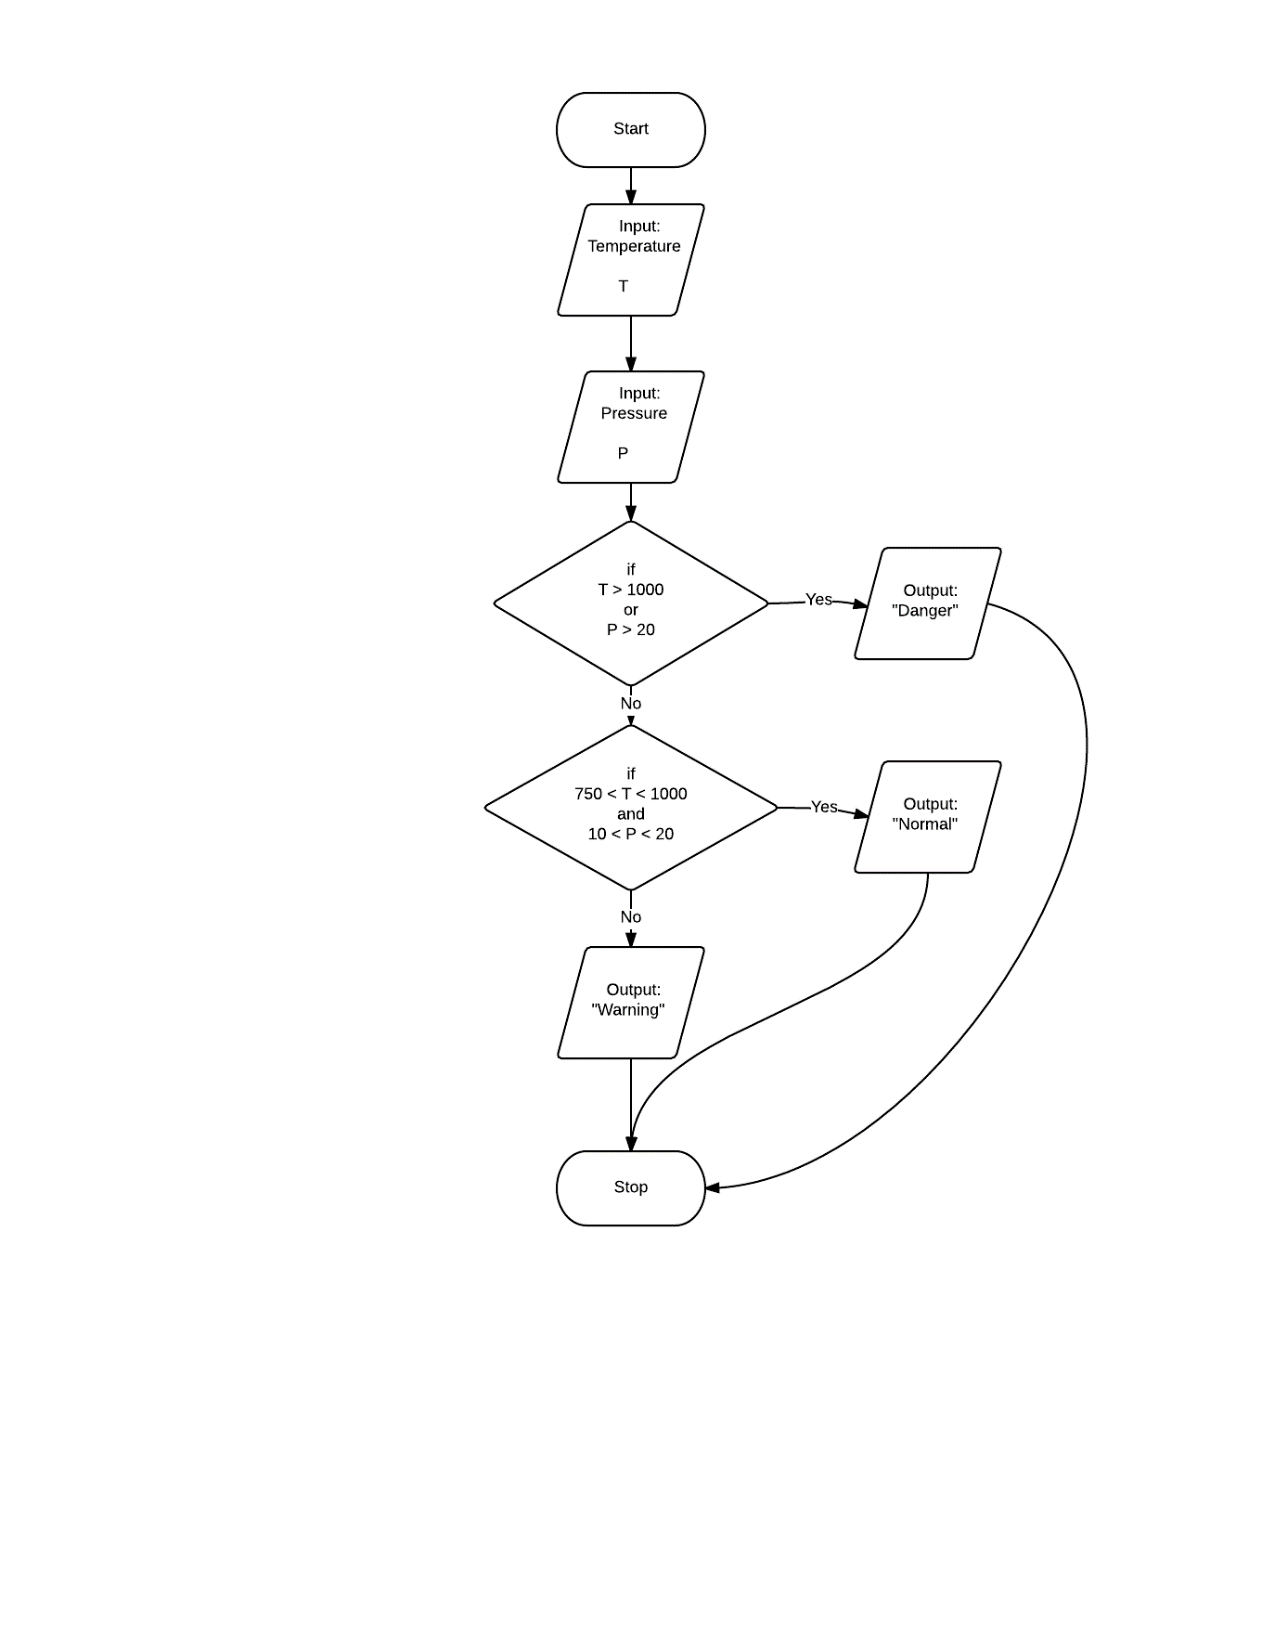 Start
Input:
Temperature
T
Input:
Pressure
P
if
T > 1000
or
P > 20
Yes
Output:
"Danger"
No
if
750 < T < 1000
and
10 < P < 20
Yes
Output:
"Normal"
No
Output:
"Warning"
Stop